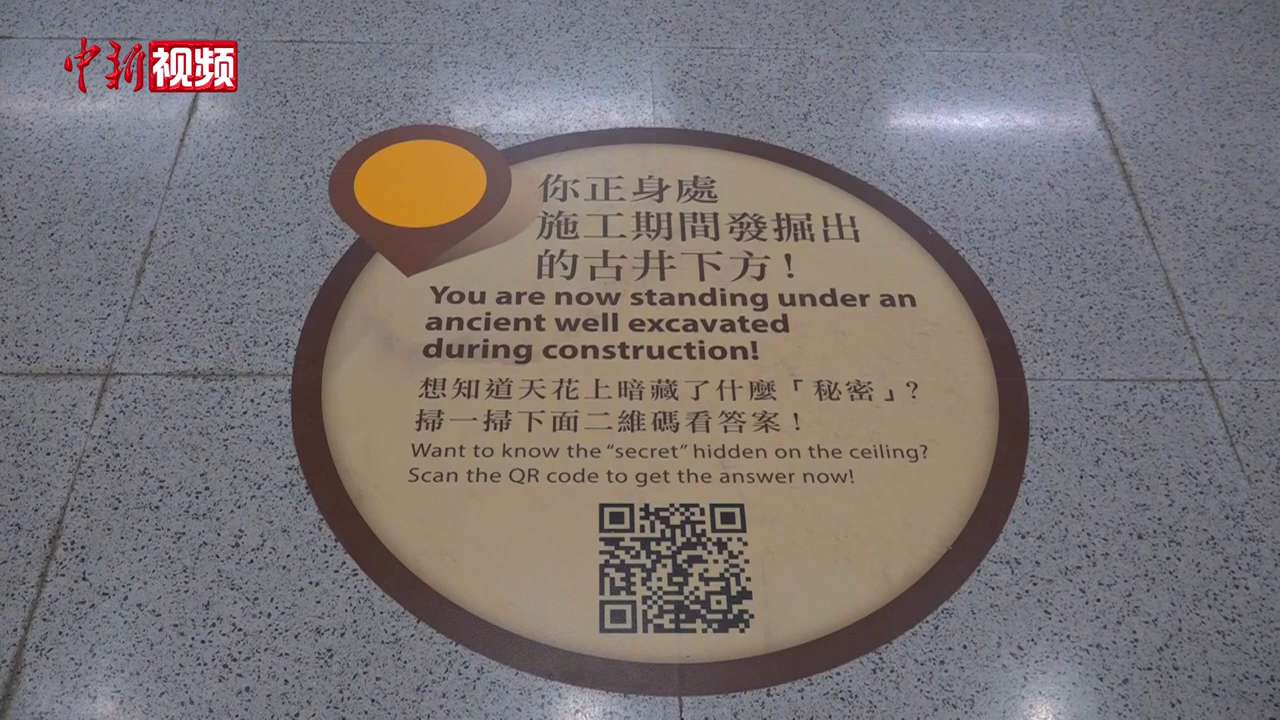 中新视频
你正身處
施工期間發掘出
的古井下方！
You are now standing under an
ancient well excavated
during construction!
想知道天花上暗藏了什麼「秘密」？
掃一掃下面二維碼看答案！
Want to know the “secret” hidden on the ceiling?
Scan the QR code to get the answer now!